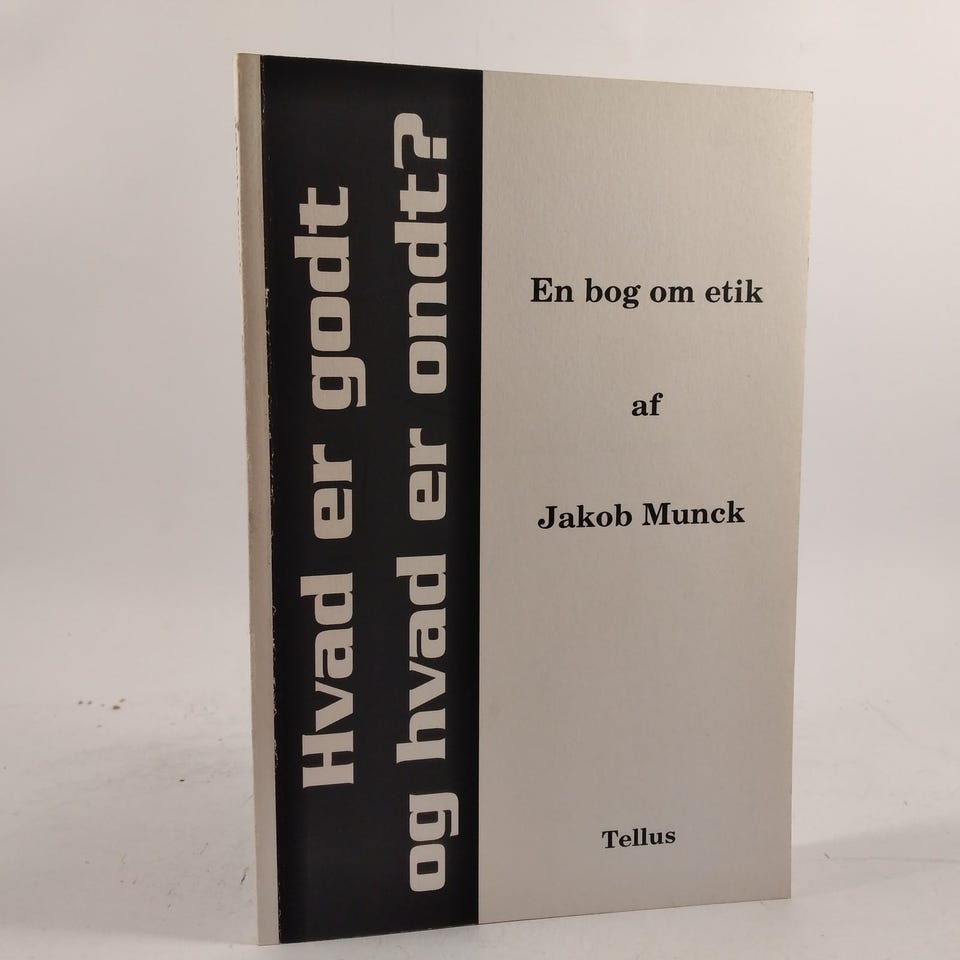 Hvad er godt
og hvad er ondt?
En bog om etik
af
Jakob Munck
Tellus